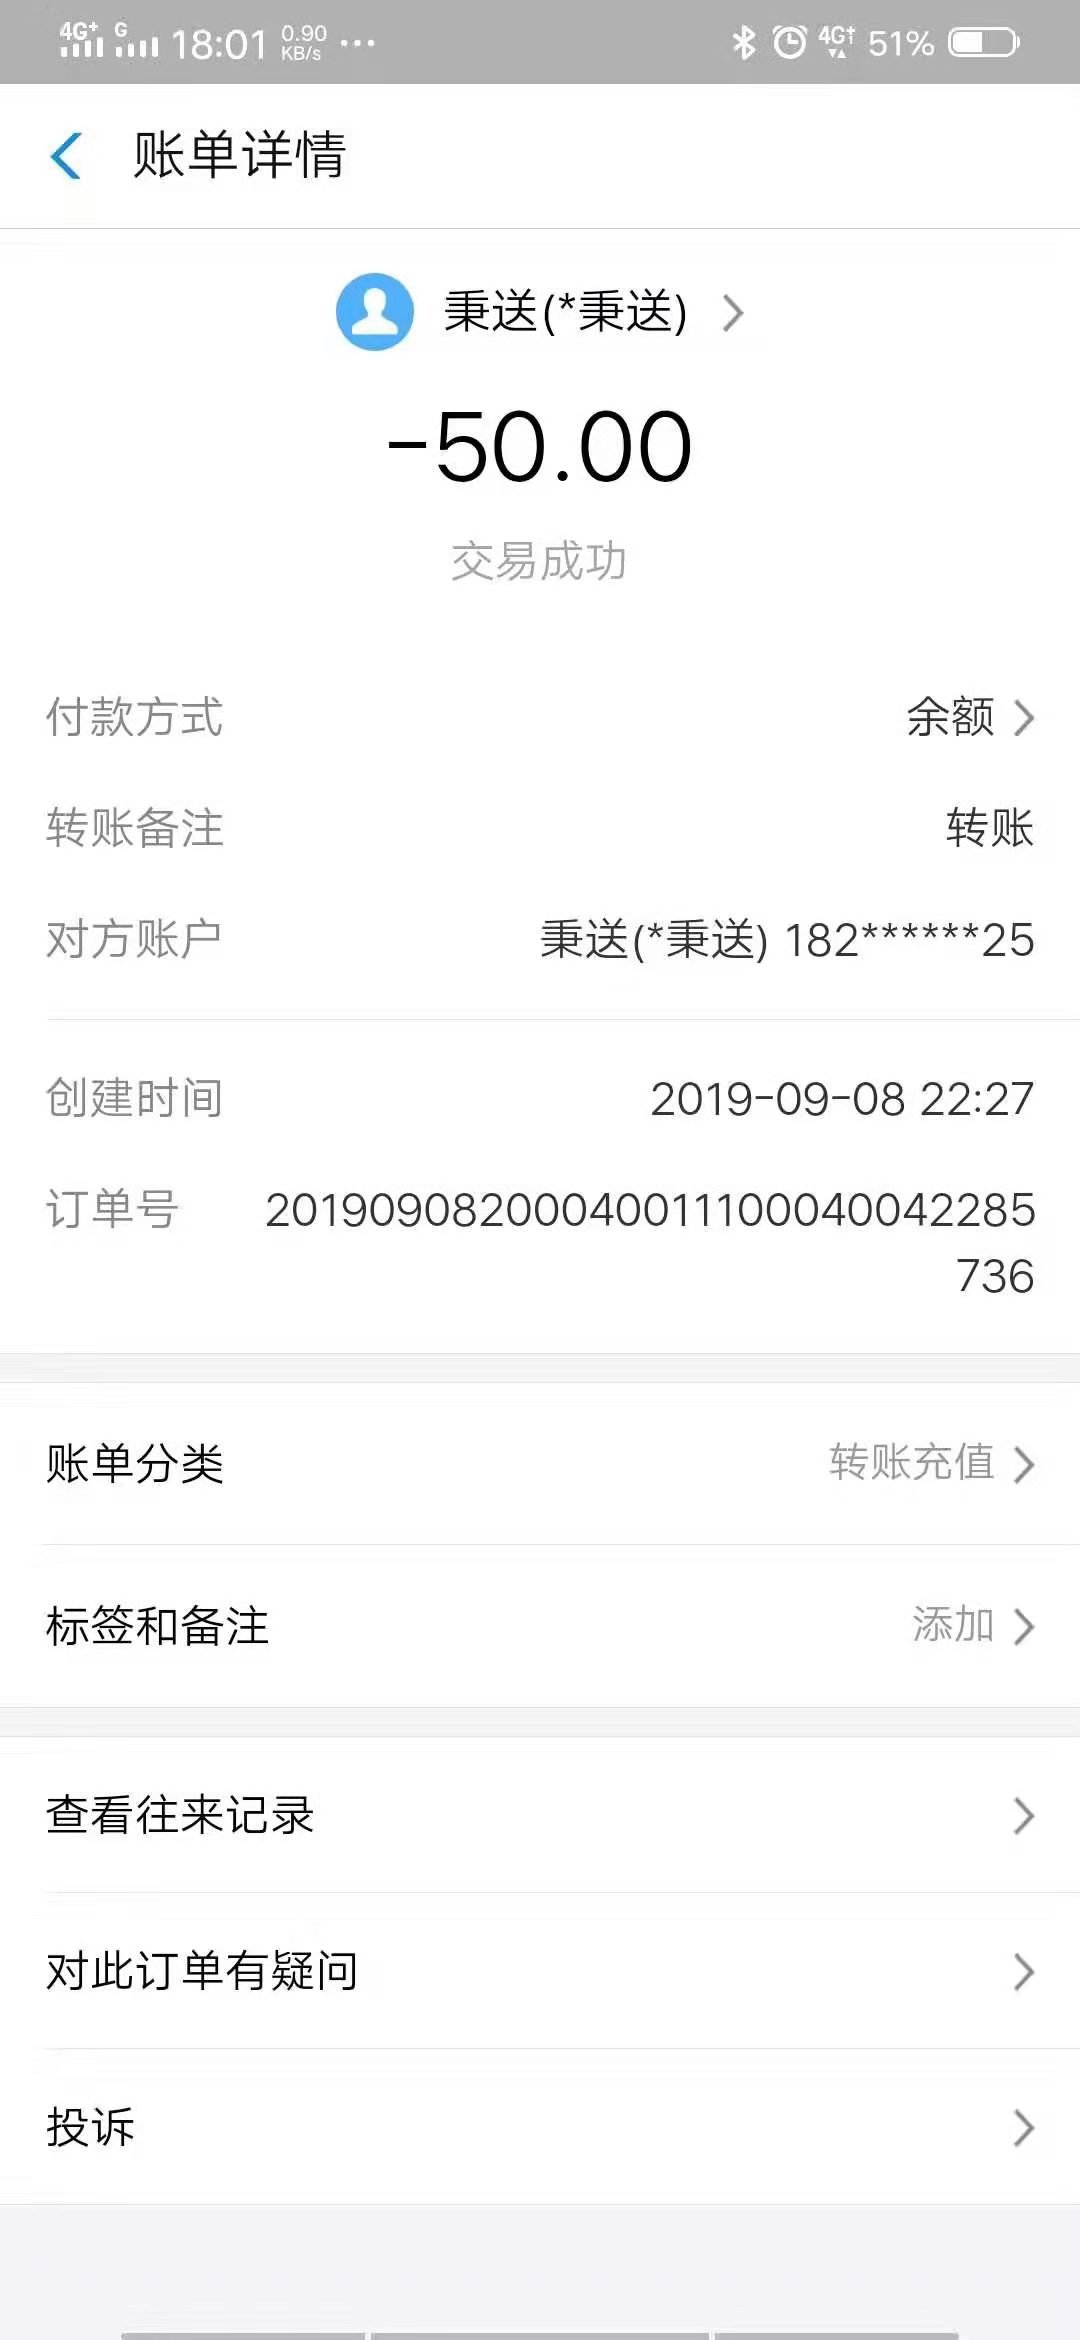 4G+ G 18:01 0.90 KB/s ... 4G 51%
账单详情
秉送(*秉送)
-50.00
交易成功
付款方式 余额
转账备注 转账
对方账户 秉送(*秉送) 182******25
创建时间 2019-09-08 22:27
订单号 20190908200040011100040042285
736
账单分类 转账充值
标签和备注 添加
查看往来记录
对此订单有疑问
投诉